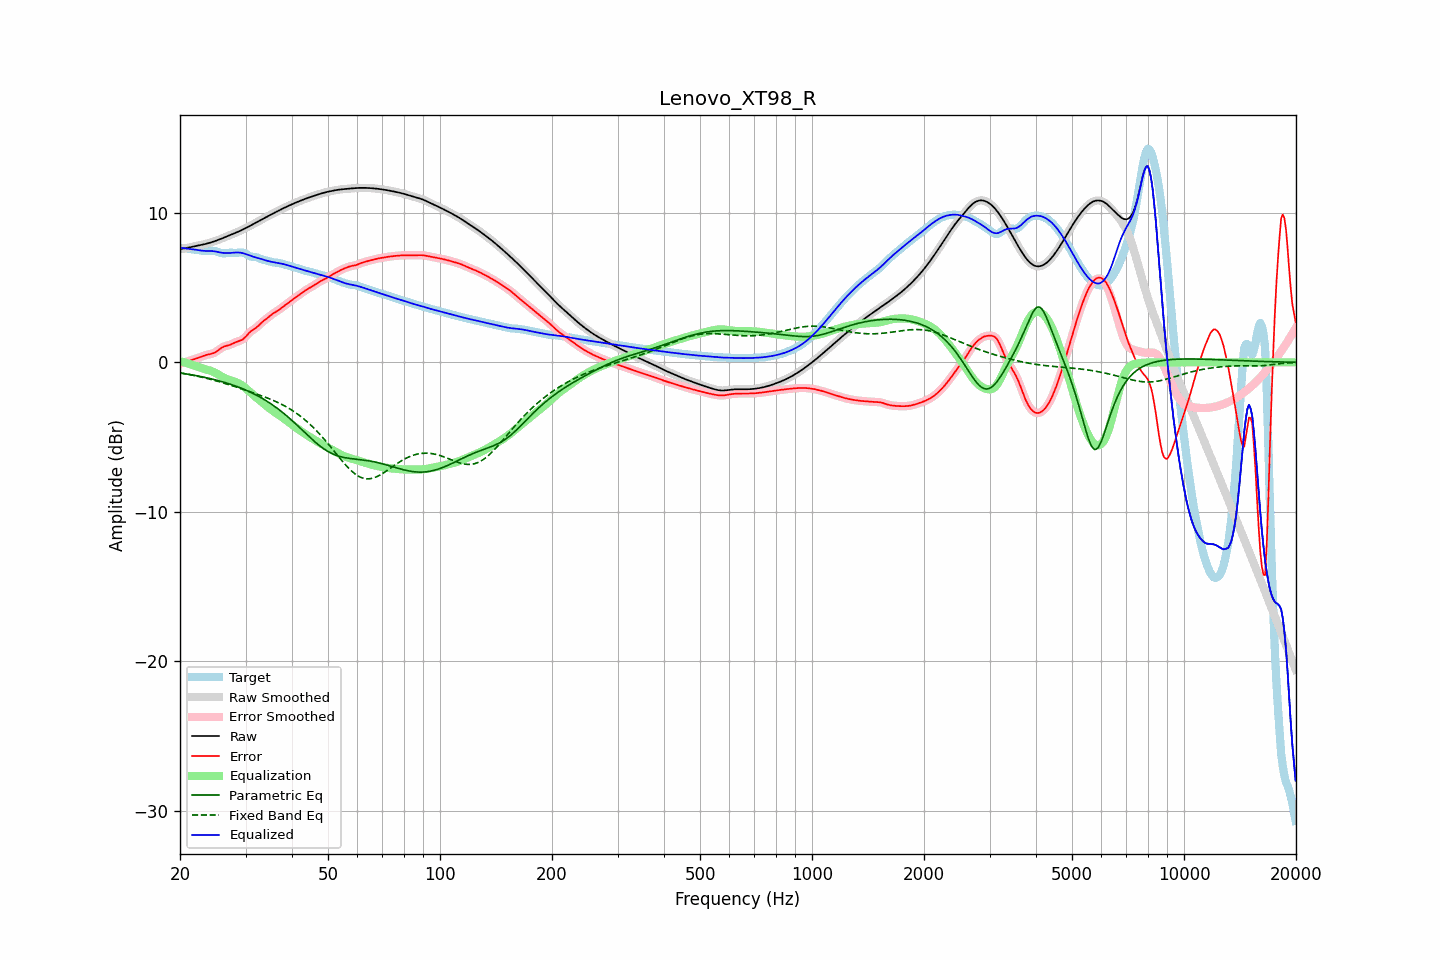 Lenovo_XT98_R
Amplitude (dBr)
10
0
−10
−20
−30
Target
Raw Smoothed
Error Smoothed
Raw
Error
Equalization
Parametric Eq
Fixed Band Eq
Equalized
20 50 100 200 500 1000 2000 5000 10000 20000
Frequency (Hz)